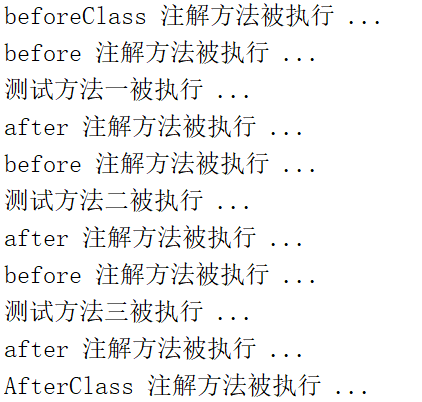 beforeClass 注解方法被执行 ...
before 注解方法被执行 ...
测试方法一被执行 ...
after 注解方法被执行 ...
before 注解方法被执行 ...
测试方法二被执行 ...
after 注解方法被执行 ...
before 注解方法被执行 ...
测试方法三被执行 ...
after 注解方法被执行 ...
AfterClass 注解方法被执行 ...